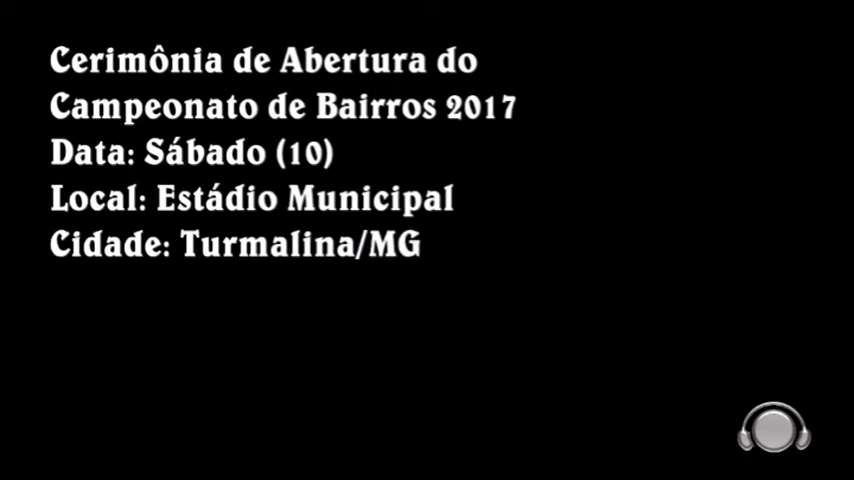 Cerimônia de Abertura do
Campeonato de Bairros 2017
Data: Sábado (10)
Local: Estádio Municipal
Cidade: Turmalina/MG